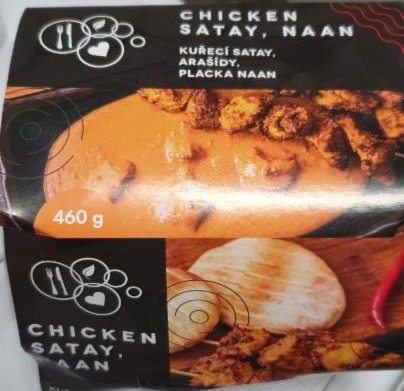 CHICKEN
SATAY, NAAN
KUŘECÍ SATAY,
ARAŠÍDY,
PLACKA NAAN
460 g
CHICKEN
SATAY,
NAAN